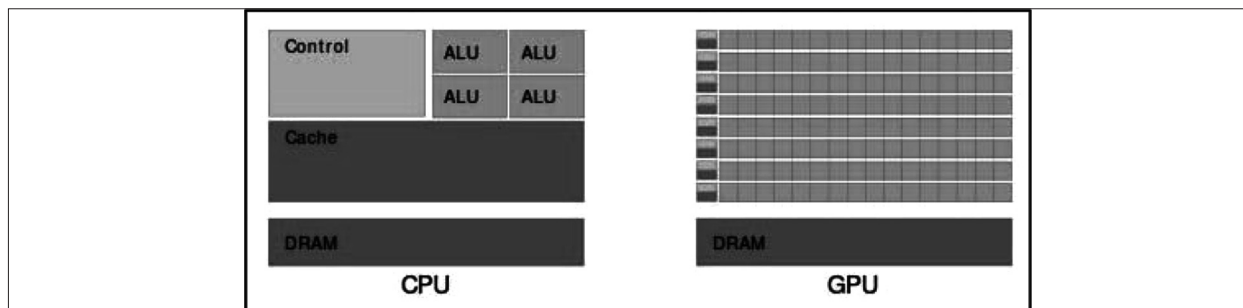 Control
ALU ALU
ALU ALU
Cache
DRAM
CPU
DRAM
GPU